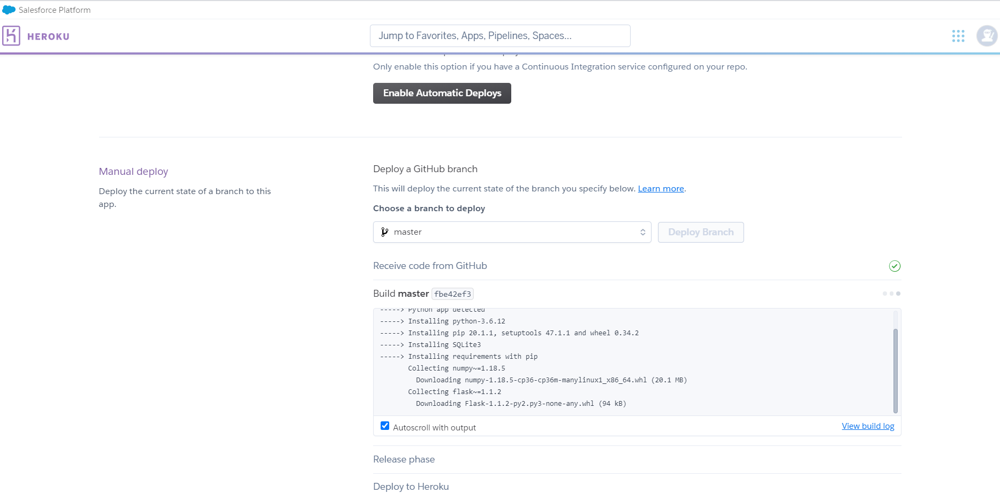 Salesforce Platform
HEROKU
Jump to Favorites, Apps, Pipelines, Spaces...
Only enable this option if you have a Continuous Integration service configured on your repo.
Enable Automatic Deploys
Manual deploy
Deploy the current state of a branch to this
app.
Deploy a GitHub branch
This will deploy the current state of the branch you specify below. Learn more.
Choose a branch to deploy
master
Deploy Branch
Receive code from GitHub
Build master fbe42ef3
-----> Python app detected
-----> Installing python-3.6.12
-----> Installing pip 20.1.1, setuptools 47.1.1 and wheel 0.34.2
-----> Installing SQLite3
-----> Installing requirements with pip
Collecting numpy~=1.18.5
Downloading numpy-1.18.5-cp36-cp36m-manylinux1_x86_64.whl (20.1 MB)
Collecting flask~=1.1.2
Downloading Flask-1.1.2-py2.py3-none-any.whl (94 kB)
Autoscroll with output
View build log
Release phase
Deploy to Heroku